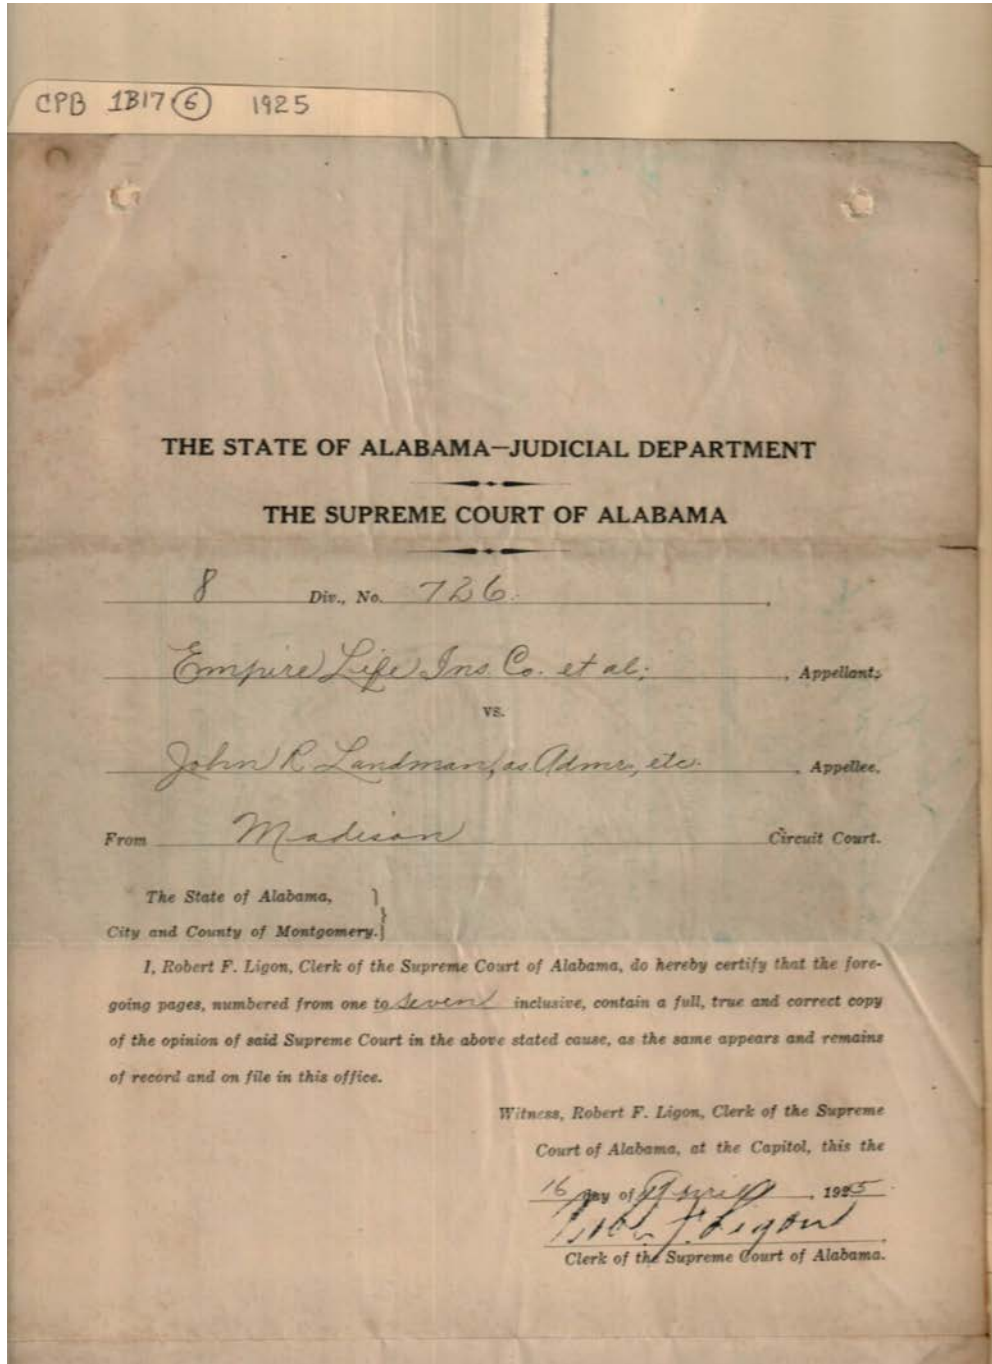 CPB 1B17 6 1925
THE STATE OF ALABAMA—JUDICIAL DEPARTMENT
THE SUPREME COURT OF ALABAMA
8 Div., No. 726.
Empire Life Ins. Co. et al; , Appellants
vs.
John R. Landman, as Admr, etc. , Appellee,
From Madison Circuit Court.
The State of Alabama, }
City and County of Montgomery. }
I, Robert F. Ligon, Clerk of the Supreme Court of Alabama, do hereby certify that the fore-
going pages, numbered from one to seven inclusive, contain a full, true and correct copy
of the opinion of said Supreme Court in the above stated cause, as the same appears and remains
of record and on file in this office.
Witness, Robert F. Ligon, Clerk of the Supreme
Court of Alabama, at the Capitol, this the
16 day of April , 1925
Robt. F. Ligon
Clerk of the Supreme Court of Alabama.